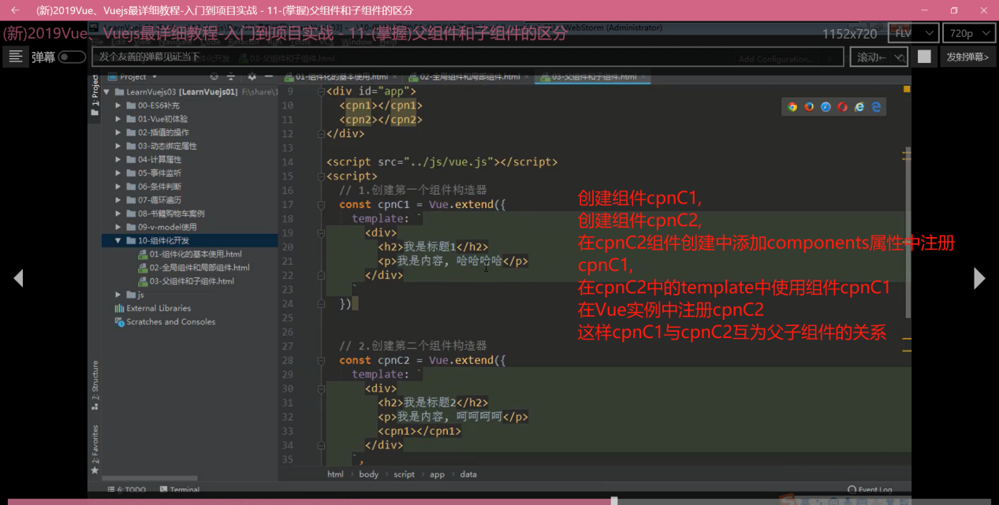 (新)2019Vue、Vuejs最详细教程-入门到项目实战 - 11-(掌握)父组件和子组件的区分
(新)2019Vue、Vuejs最详细教程-入门到项目实战 - 11-(掌握)父组件和子组件的区分
WebStorm (Administrator)
1152x720
FLV
720p
弹幕
发个友善的弹幕见证当下
Add Configuration...
滚动←
发射弹幕>
Project
01-组件化的基本使用.html
02-全局组件和局部组件.html
03-父组件和子组件.html
1: Project
LearnVuejs03 [LearnVuejs01] F:\share\1
00-ES6补充
01-Vue初体验
02-插值的操作
03-动态绑定属性
04-计算属性
05-事件监听
06-条件判断
07-循环遍历
08-书籍购物车案例
09-v-model使用
10-组件化开发
01-组件化的基本使用.html
02-全局组件和局部组件.html
03-父组件和子组件.html
js
External Libraries
Scratches and Consoles
7: Structure
2: Favorites
9 <div id="app">
10 <cpn1></cpn1>
11 <cpn2></cpn2>
12 </div>
13
14 <script src="../js/vue.js"></script>
15 <script>
16 // 1.创建第一个组件构造器
17 const cpnC1 = Vue.extend({
18 template: `
19 <div>
20 <h2>我是标题1</h2>
21 <p>我是内容, 哈哈哈哈</p>
22 </div>
23 `
24 })
25
26
27 // 2.创建第二个组件构造器
28 const cpnC2 = Vue.extend({
29 template: `
30 <div>
31 <h2>我是标题2</h2>
32 <p>我是内容, 呵呵呵呵</p>
33 <cpn1></cpn1>
34 </div>
35 `,
创建组件cpnC1,
创建组件cpnC2,
在cpnC2组件创建中添加components属性中注册
cpnC1,
在cpnC2中的template中使用组件cpnC1
在Vue实例中注册cpnC2
这样cpnC1与cpnC2互为父子组件的关系
html › body › script › app › data
6: TODO
Terminal
Event Log